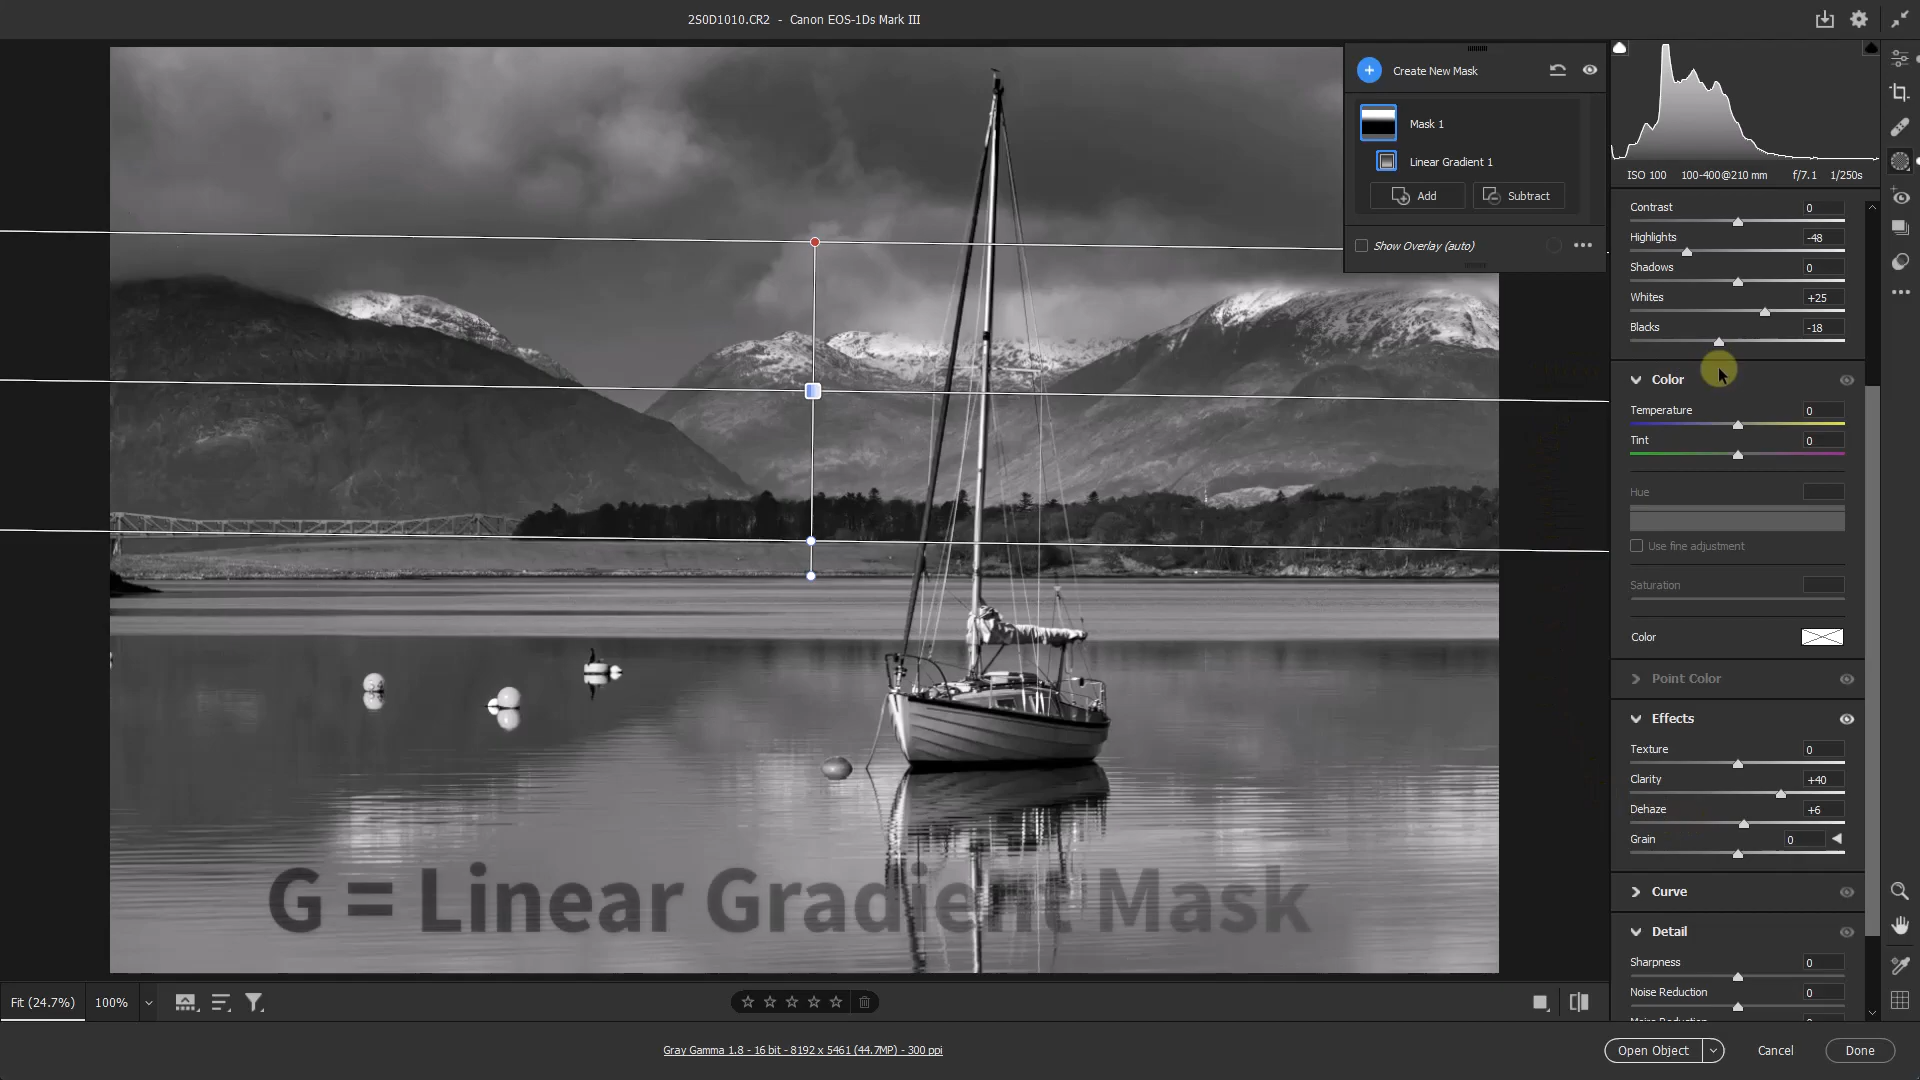 2S0D1010.CR2 - Canon EOS-1Ds Mark III
Create New Mask
Mask 1
Linear Gradient 1
Add Subtract
Show Overlay (auto)
ISO 100 100-400@210 mm f/7.1 1/250s
Contrast 0
Highlights -48
Shadows 0
Whites +25
Blacks -18
Color
Temperature 0
Tint 0
Hue
Use fine adjustment
Saturation
Color
Point Color
Effects
Texture 0
Clarity +40
Dehaze +6
Grain 0
Curve
Detail
Sharpness 0
Noise Reduction 0
G = Linear Gradient Mask
Fit (24.7%) 100%
Gray Gamma 1.8 - 16 bit - 8192 x 5461 (44.7MP) - 300 ppi
Open Object Cancel Done